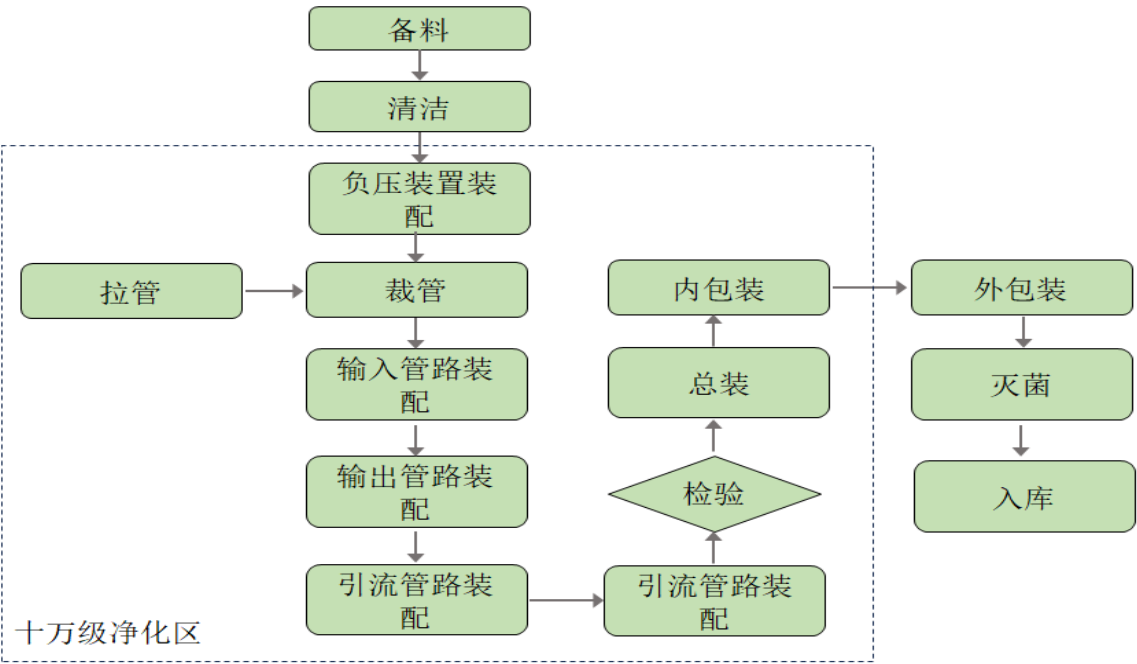 备料
清洁
负压装置装
配
拉管
裁管
输入管路装
配
输出管路装
配
引流管路装
配
引流管路装
配
检验
总装
内包装
外包装
灭菌
入库
十万级净化区